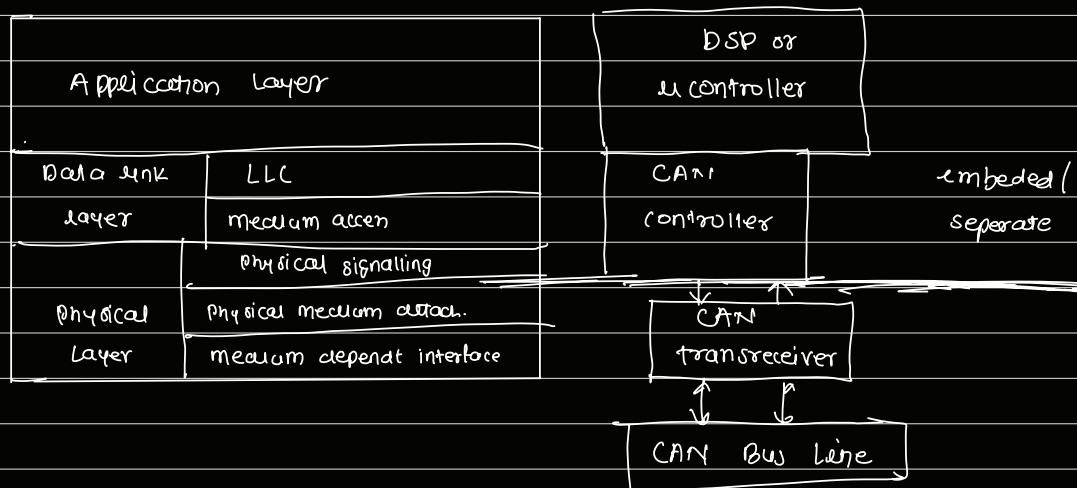 Application Layer
Data link
layer
LLC
medium accen
physical signalling
physical
Layer
physical medium attach.
medium dependt interface
DSP or
μ controller
CAN
controller
embeded/
seperate
CAN
transreceiver
CAN Bus Line